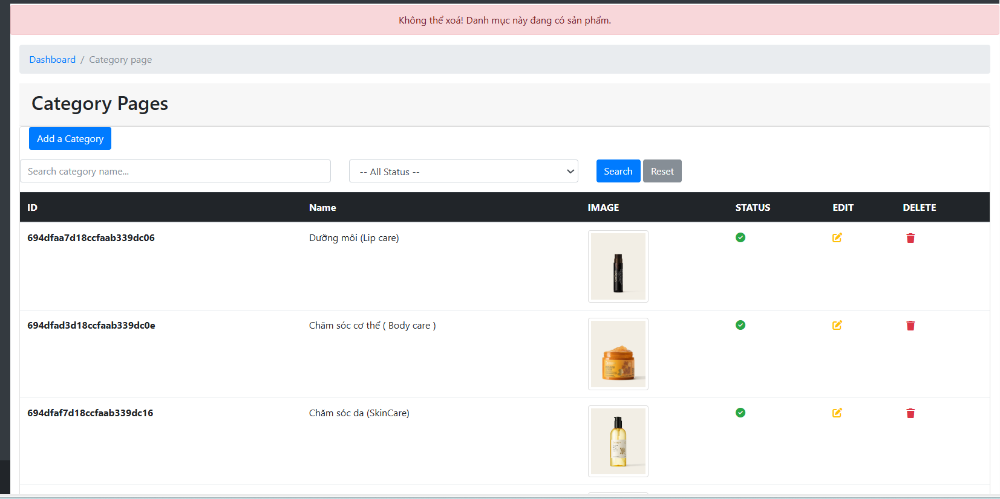 Không thể xoá! Danh mục này đang có sản phẩm.
Dashboard / Category page
Category Pages
Add a Category
Search category name...
-- All Status --
Search
Reset
ID Name IMAGE STATUS EDIT DELETE
694dfaa7d18ccfaab339dc06 Dưỡng môi (Lip care)
694dfad3d18ccfaab339dc0e Chăm sóc cơ thể ( Body care )
694dfaf7d18ccfaab339dc16 Chăm sóc da (SkinCare)